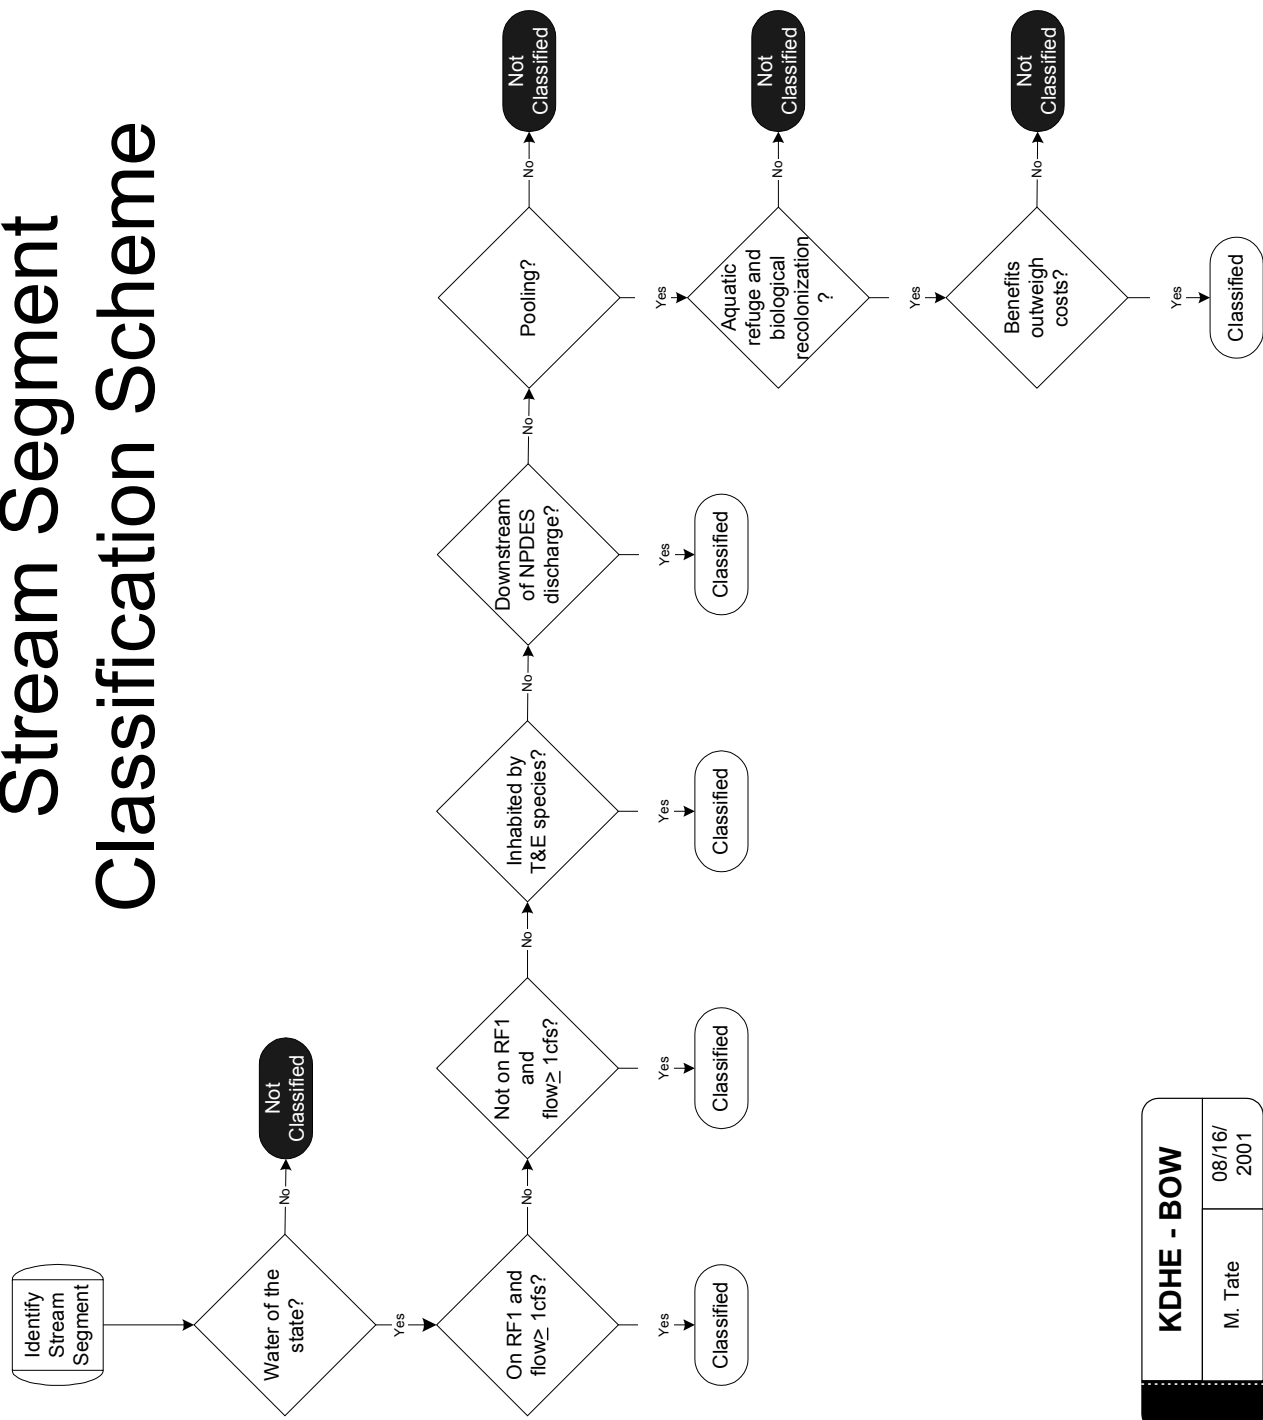 Stream Segment
Classification Scheme
Identify
Stream
Segment
Water of the
state?
No
Not
Classified
Yes
On RF1 and
flow≥ 1cfs?
Yes
Classified
No
Not on RF1
and
flow≥ 1cfs?
Yes
Classified
No
Inhabited by
T&E species?
Yes
Classified
No
Downstream
of NPDES
discharge?
Yes
Classified
No
Pooling?
No
Not
Classified
Yes
Aquatic
refuge and
biological
recolonization
?
No
Not
Classified
Yes
Benefits
outweigh
costs?
No
Not
Classified
Yes
Classified
KDHE - BOW
M. Tate
08/16/
2001